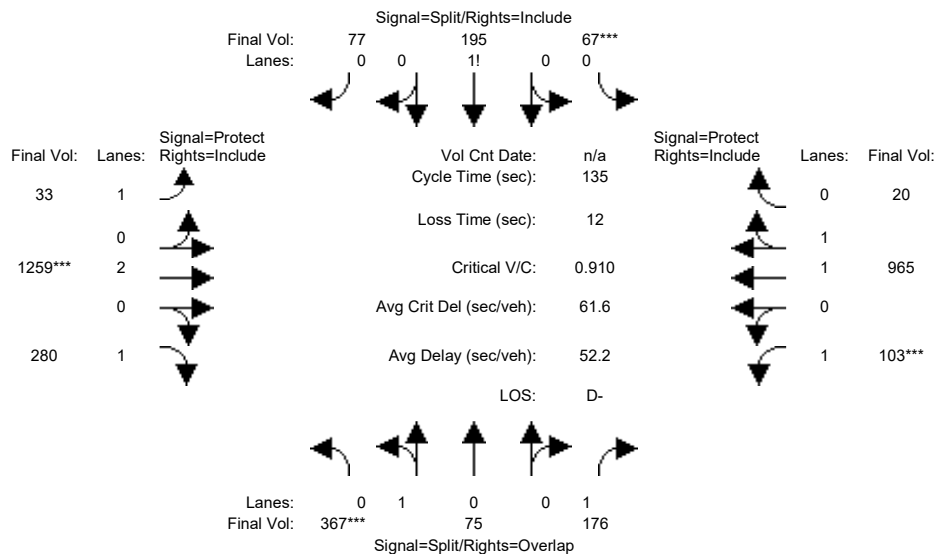 Signal=Split/Rights=Include
Final Vol: 77 195 67***
Lanes: 0 0 1! 0 0
Signal=Protect
Final Vol: Lanes: Rights=Include
Vol Cnt Date: n/a
Signal=Protect
Rights=Include Lanes: Final Vol:
Cycle Time (sec): 135
33 1 0 20
Loss Time (sec): 12
0 1
1259*** 2 Critical V/C: 0.910 1 965
0 Avg Crit Del (sec/veh): 61.6 0
280 1 Avg Delay (sec/veh): 52.2 1 103***
LOS: D-
Lanes: 0 1 0 0 1
Final Vol: 367*** 75 176
Signal=Split/Rights=Overlap